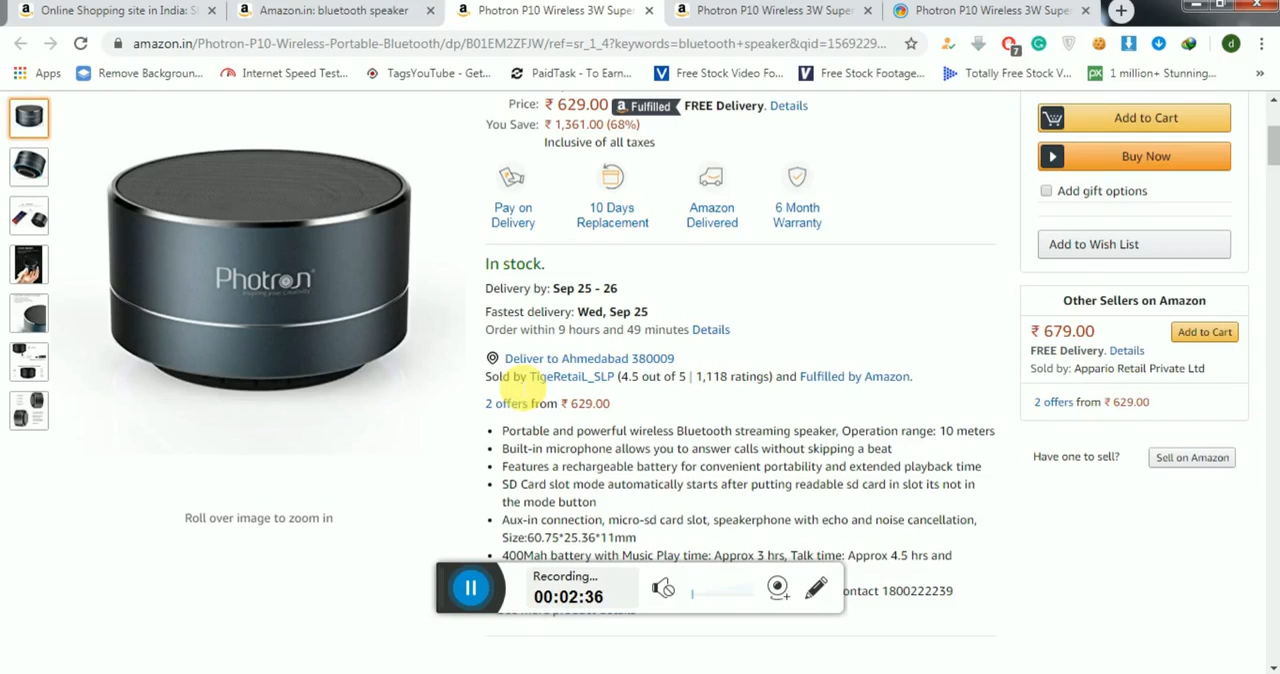 Online Shopping site in India: S
Amazon.in: bluetooth speaker
Photron P10 Wireless 3W Super
Photron P10 Wireless 3W Super
Photron P10 Wireless 3W Supe
amazon.in/Photron-P10-Wireless-Portable-Bluetooth/dp/B01EM2ZFJW/ref=sr_1_4?keywords=bluetooth+speaker&qid=1569229...
7
d
Apps
Remove Backgroun...
Internet Speed Test...
TagsYouTube - Get...
PaidTask - To Earn...
Free Stock Video Fo...
Free Stock Footage...
Totally Free Stock V...
1 million+ Stunning...
»
Price: ₹ 629.00 Fulfilled FREE Delivery. Details
You Save: ₹ 1,361.00 (68%)
Inclusive of all taxes
Pay on
Delivery
10 Days
Replacement
Amazon
Delivered
6 Month
Warranty
Photron
In stock.
Delivery by: Sep 25 - 26
Fastest delivery: Wed, Sep 25
Order within 9 hours and 49 minutes Details
Deliver to Ahmedabad 380009
Sold by TigeRetaiL_SLP (4.5 out of 5 | 1,118 ratings) and Fulfilled by Amazon.
2 offers from ₹ 629.00
Portable and powerful wireless Bluetooth streaming speaker, Operation range: 10 meters
Built-in microphone allows you to answer calls without skipping a beat
Features a rechargeable battery for convenient portability and extended playback time
SD Card slot mode automatically starts after putting readable sd card in slot its not in
the mode button
Aux-in connection, micro-sd card slot, speakerphone with echo and noise cancellation,
Size:60.75*25.36*11mm
400Mah battery with Music Play time: Approx 3 hrs, Talk time: Approx 4.5 hrs and
ontact 1800222239
Roll over image to zoom in
Recording...
00:02:36
Add to Cart
Buy Now
Add gift options
Add to Wish List
Other Sellers on Amazon
₹ 679.00 Add to Cart
FREE Delivery. Details
Sold by: Appario Retail Private Ltd
2 offers from ₹ 629.00
Have one to sell? Sell on Amazon